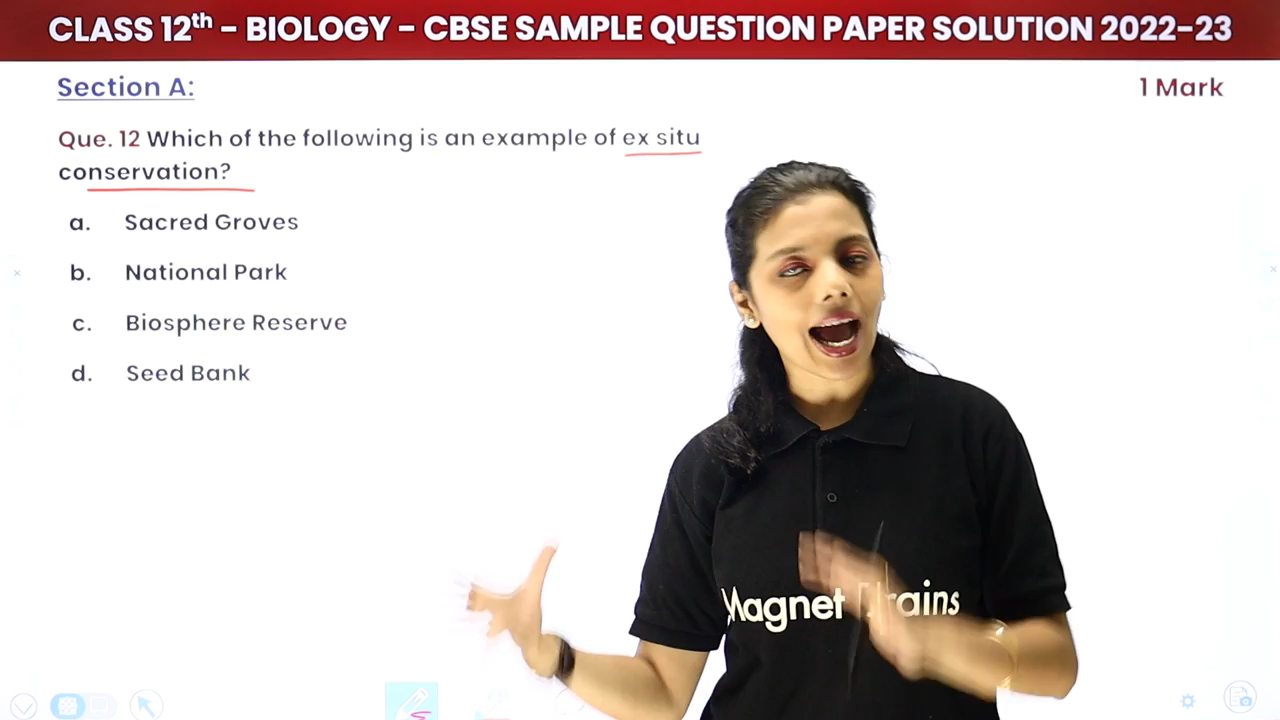 CLASS 12th – BIOLOGY – CBSE SAMPLE QUESTION PAPER SOLUTION 2022-23
Section A:
1 Mark
Que. 12 Which of the following is an example of ex situ
conservation?
a. Sacred Groves
b. National Park
c. Biosphere Reserve
d. Seed Bank
Magnet Brains